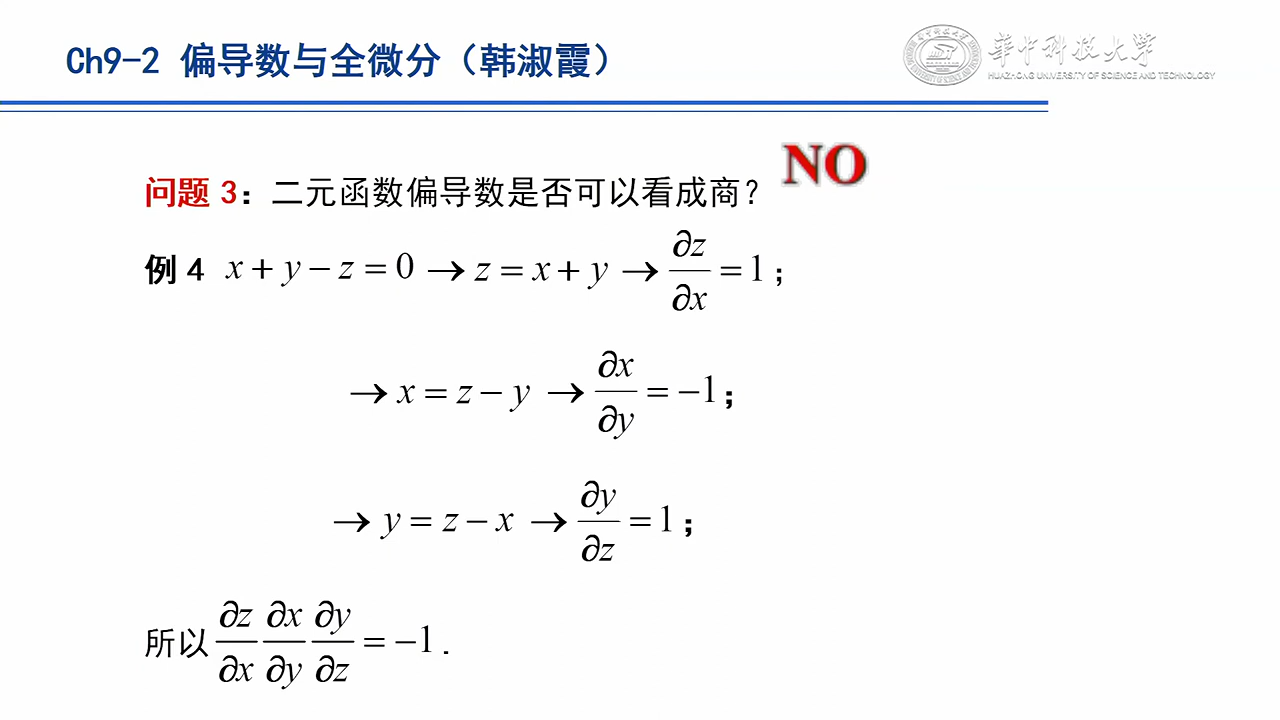 Ch9-2 偏导数与全微分（韩淑霞）
华中科技大学
HUAZHONG UNIVERSITY OF SCIENCE AND TECHNOLOGY
NO
问题 3：二元函数偏导数是否可以看成商？
例 4 x + y − z = 0 → z = x + y → ∂z/∂x = 1；
→ x = z − y → ∂x/∂y = −1；
→ y = z − x → ∂y/∂z = 1；
所以 ∂z/∂x ∂x/∂y ∂y/∂z = −1 .